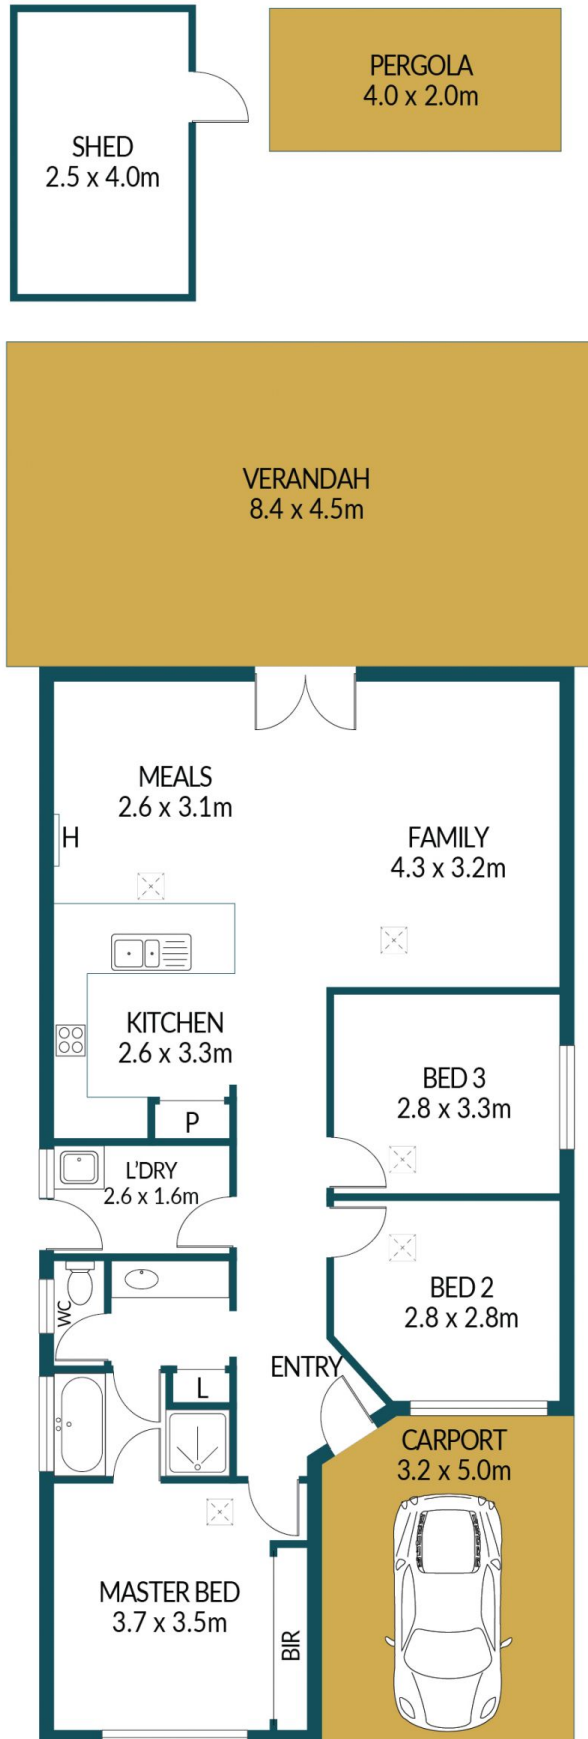 SHED
2.5 x 4.0m
PERGOLA
4.0 x 2.0m
VERANDAH
8.4 x 4.5m
MEALS
2.6 x 3.1m
H
FAMILY
4.3 x 3.2m
KITCHEN
2.6 x 3.3m
P
BED 3
2.8 x 3.3m
L'DRY
2.6 x 1.6m
WC
BED 2
2.8 x 2.8m
ENTRY
L
CARPORT
3.2 x 5.0m
MASTER BED
3.7 x 3.5m
BIR